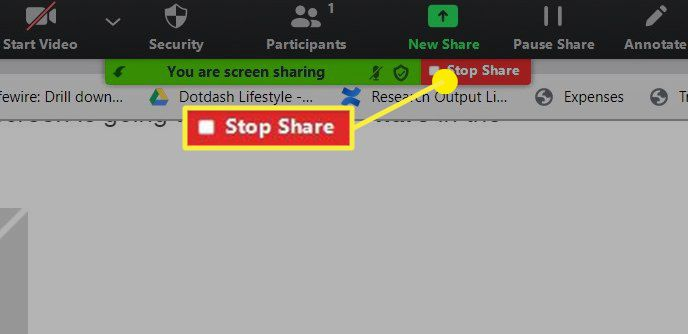 1
Start Video Security Participants New Share Pause Share Annotate
You are screen sharing Stop Share
fewire: Drill down... Dotdash Lifestyle -... Research Output Li... Expenses
Stop Share